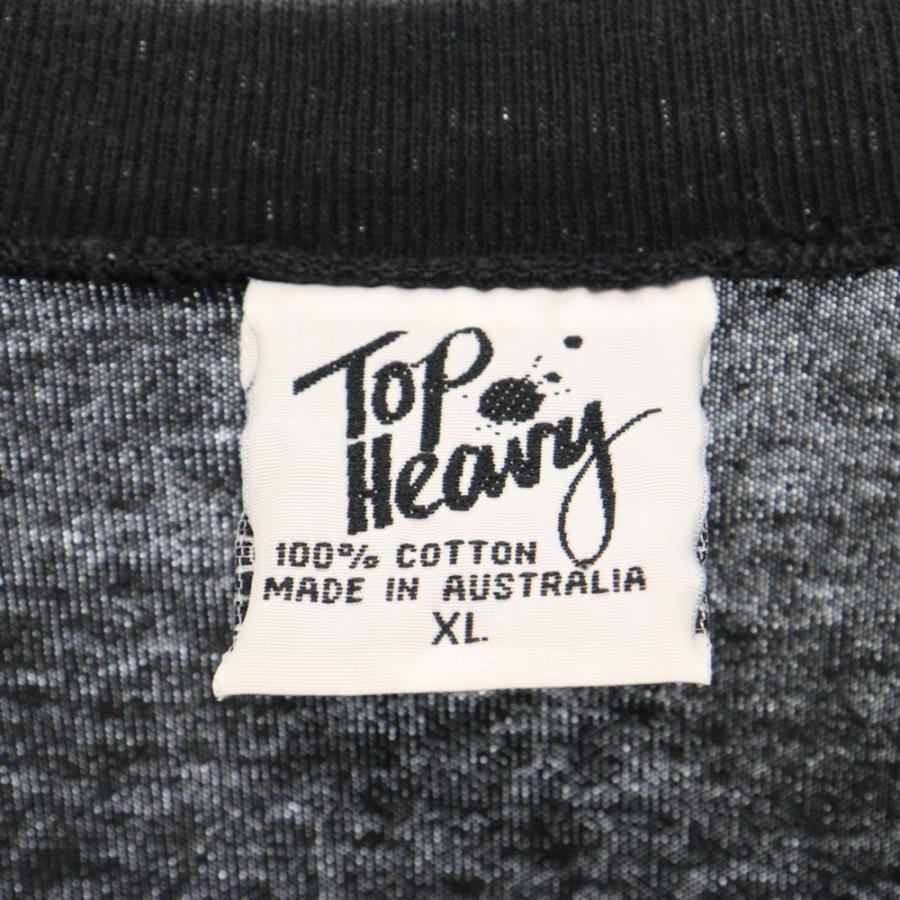 Top
Heavy
100% COTTON
MADE IN AUSTRALIA
XL.